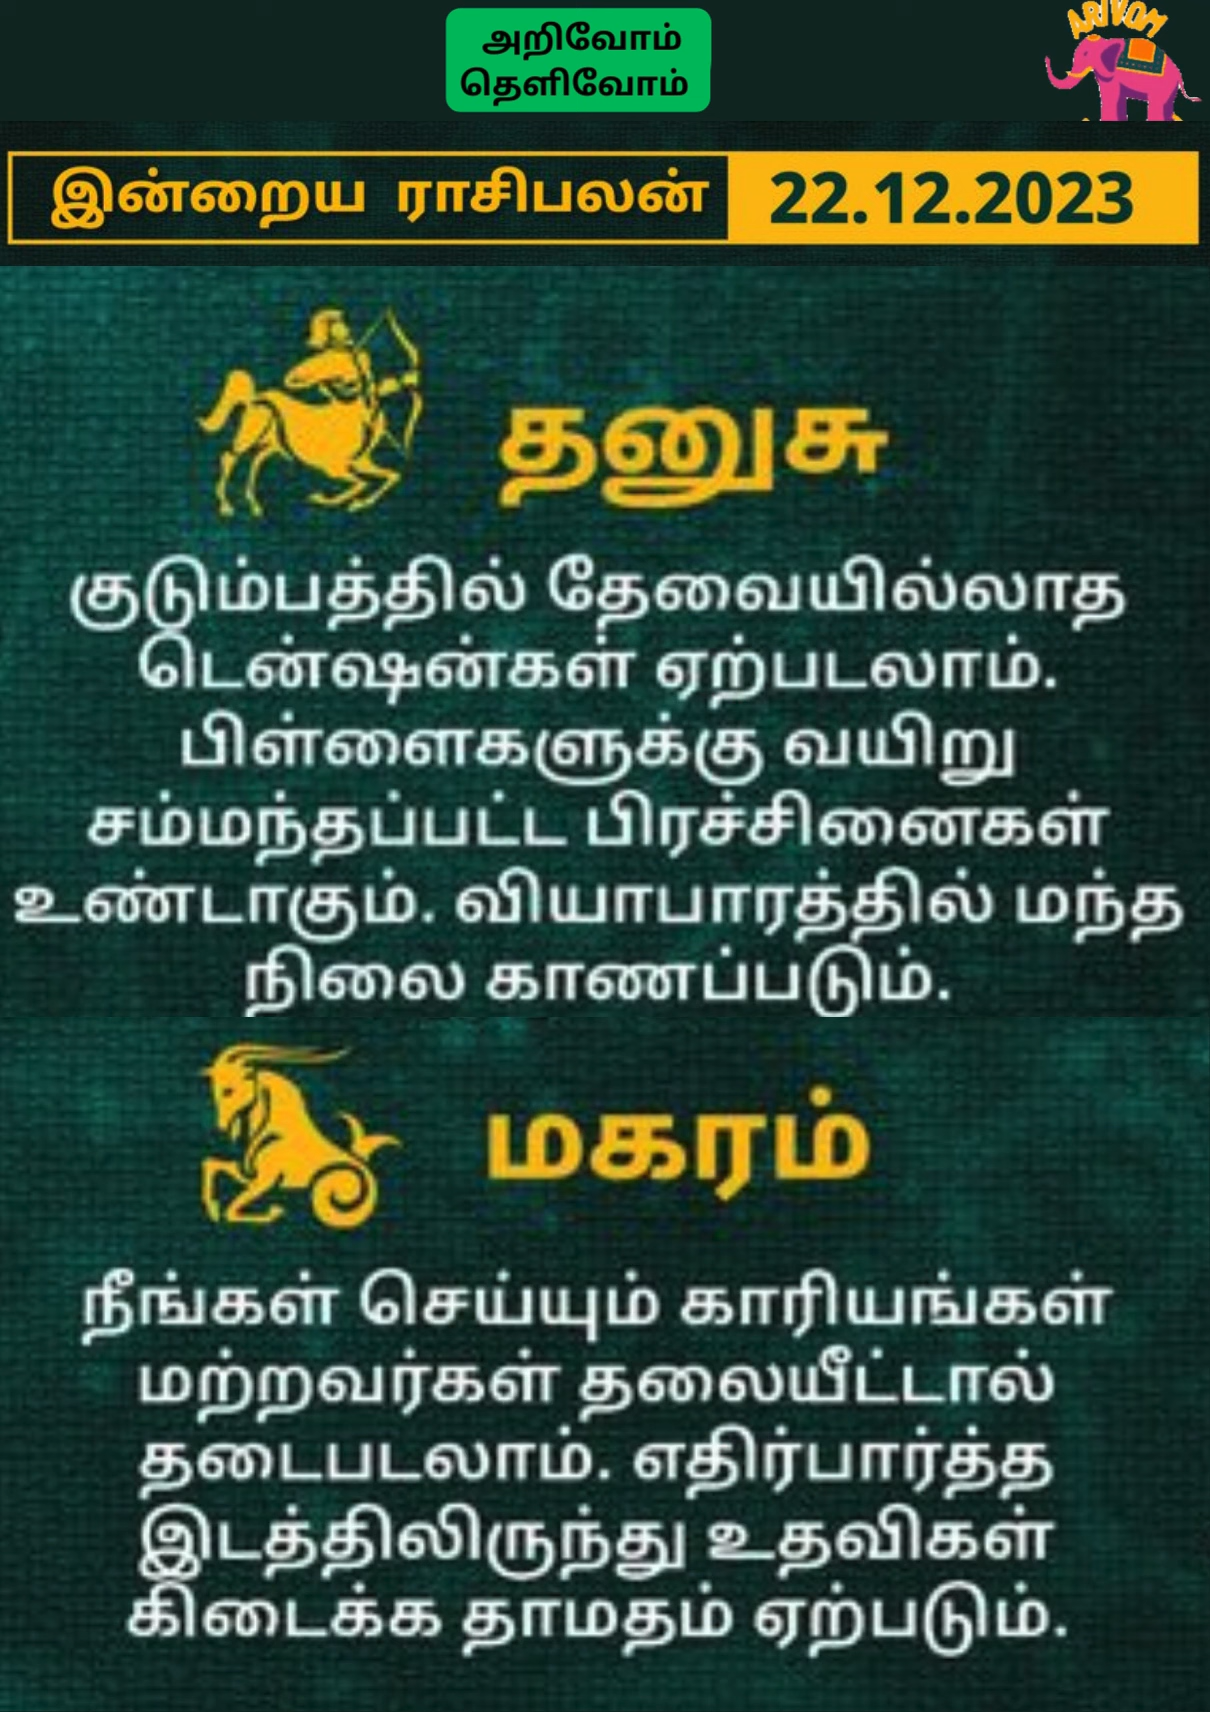 அறிவோம்
தெளிவோம்
ARIVOM
இன்றைய ராசிபலன் 22.12.2023
தனுசு
குடும்பத்தில் தேவையில்லாத
டென்ஷன்கள் ஏற்படலாம்.
பிள்ளைகளுக்கு வயிறு
சம்மந்தப்பட்ட பிரச்சினைகள்
உண்டாகும். வியாபாரத்தில் மந்த
நிலை காணப்படும்.
மகரம்
நீங்கள் செய்யும் காரியங்கள்
மற்றவர்கள் தலையீட்டால்
தடைபடலாம். எதிர்பார்த்த
இடத்திலிருந்து உதவிகள்
கிடைக்க தாமதம் ஏற்படும்.